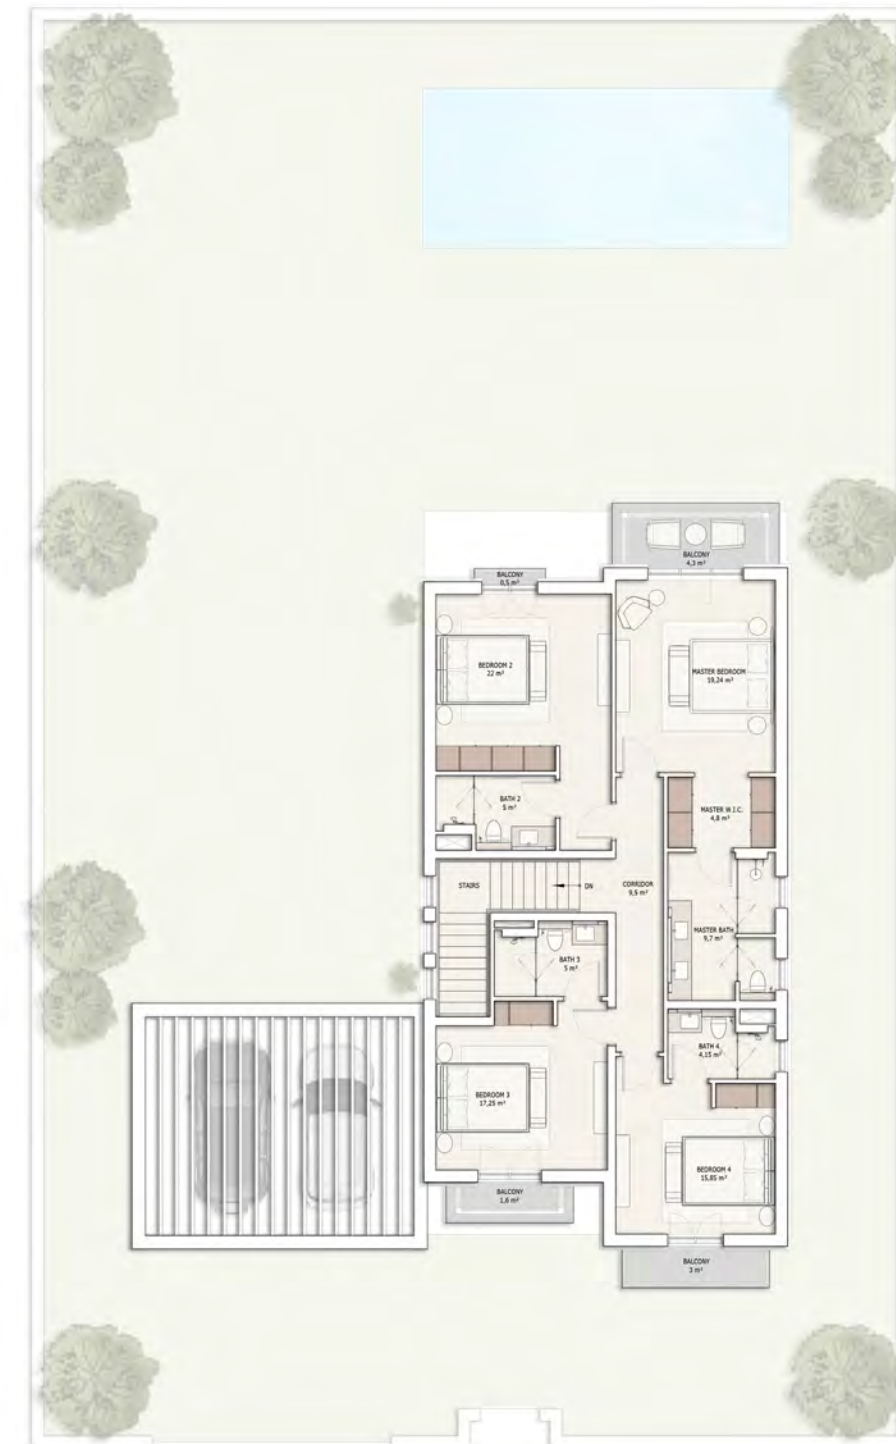 BALCONY
4,3 m²
BALCONY
0,5 m²
BEDROOM 2
22 m²
MASTER BEDROOM
19,24 m²
BATH 2
5 m²
MASTER W.I.C.
4,8 m²
STAIRS
DN
CORRIDOR
9,5 m²
MASTER BATH
9,7 m²
BATH 3
5 m²
BATH 4
4,15 m²
BEDROOM 3
17,25 m²
BEDROOM 4
15,85 m²
BALCONY
1,6 m²
BALCONY
3 m²